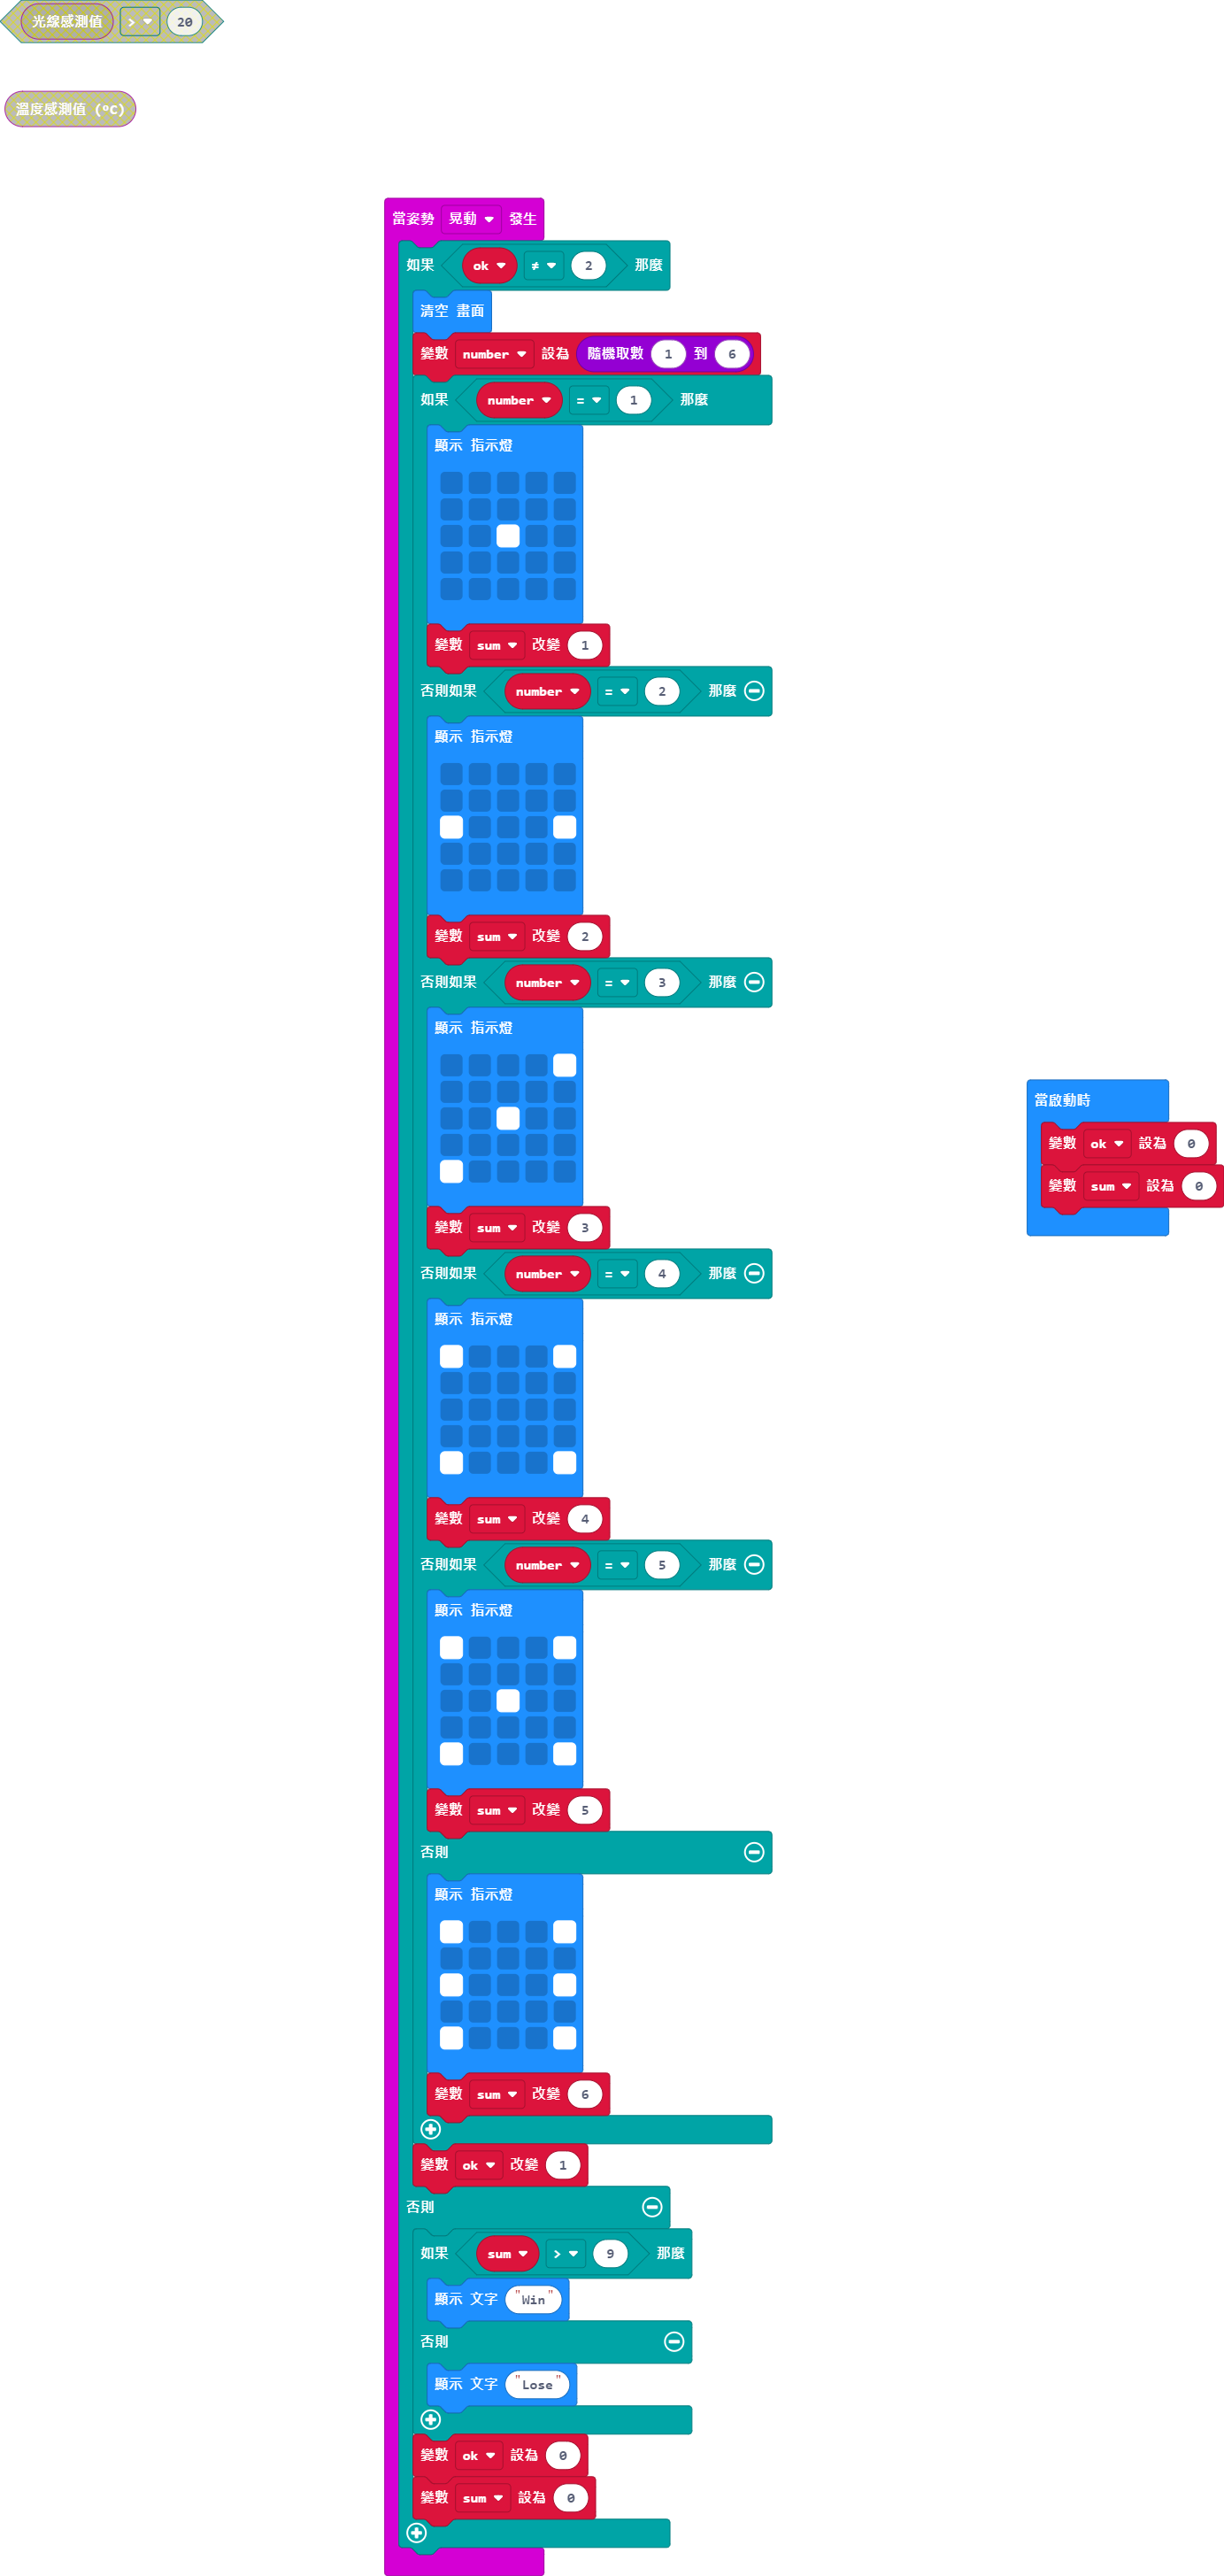 光線感測值 > 20
溫度感測值 (ºC)
當姿勢 晃動 發生
如果 ok ≠ 2 那麼
清空 畫面
變數 number 設為 隨機取數 1 到 6
如果 number = 1 那麼
顯示 指示燈
變數 sum 改變 1
否則如果 number = 2 那麼
顯示 指示燈
變數 sum 改變 2
否則如果 number = 3 那麼
顯示 指示燈
變數 sum 改變 3
否則如果 number = 4 那麼
顯示 指示燈
變數 sum 改變 4
否則如果 number = 5 那麼
顯示 指示燈
變數 sum 改變 5
否則
顯示 指示燈
變數 sum 改變 6
變數 ok 改變 1
否則
如果 sum > 9 那麼
顯示 文字 "Win"
否則
顯示 文字 "Lose"
變數 ok 設為 0
變數 sum 設為 0
當啟動時
變數 ok 設為 0
變數 sum 設為 0